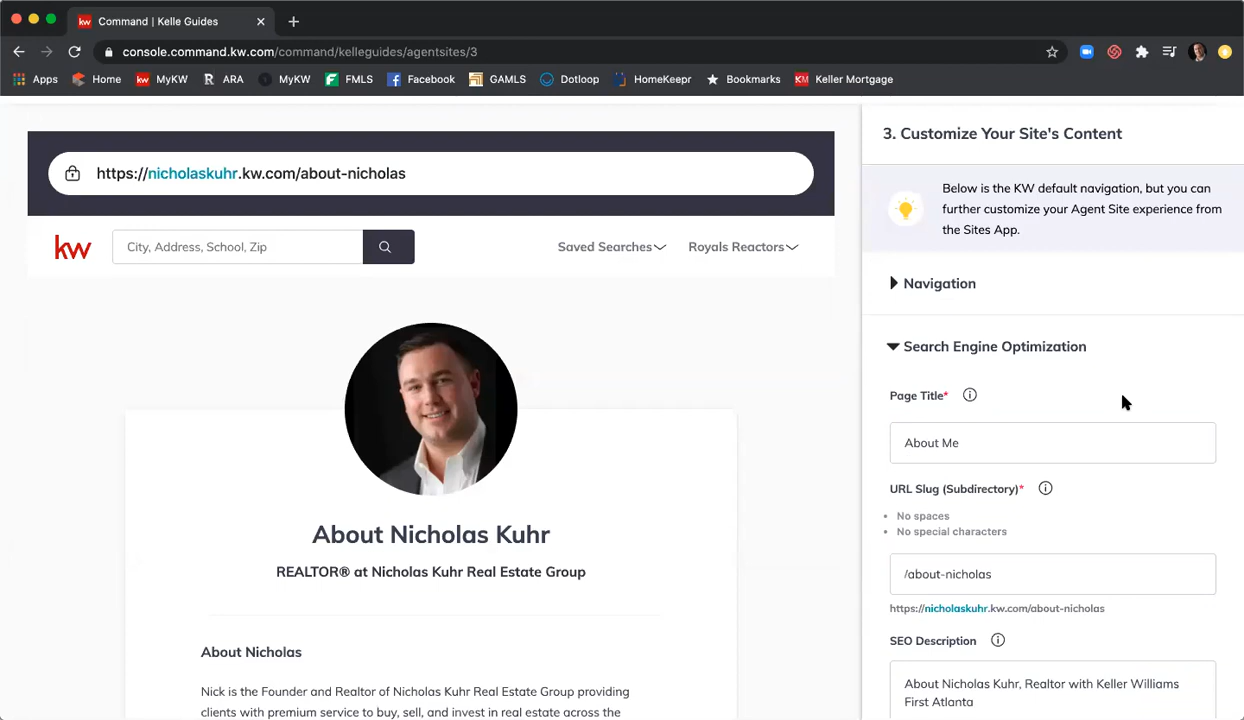 Command | Kelle Guides
console.command.kw.com/command/kelleguides/agentsites/3
Apps Home kw MyKW R ARA MyKW FMLS Facebook GAMLS Dotloop HomeKeepr Bookmarks KM Keller Mortgage
https://nicholaskuhr.kw.com/about-nicholas
kw City, Address, School, Zip Saved Searches Royals Reactors
About Nicholas Kuhr
REALTOR® at Nicholas Kuhr Real Estate Group
About Nicholas
Nick is the Founder and Realtor of Nicholas Kuhr Real Estate Group providing
clients with premium service to buy, sell, and invest in real estate across the
3. Customize Your Site's Content
Below is the KW default navigation, but you can
further customize your Agent Site experience from
the Sites App.
Navigation
Search Engine Optimization
Page Title*
About Me
URL Slug (Subdirectory)*
• No spaces
• No special characters
/about-nicholas
https://nicholaskuhr.kw.com/about-nicholas
SEO Description
About Nicholas Kuhr, Realtor with Keller Williams
First Atlanta